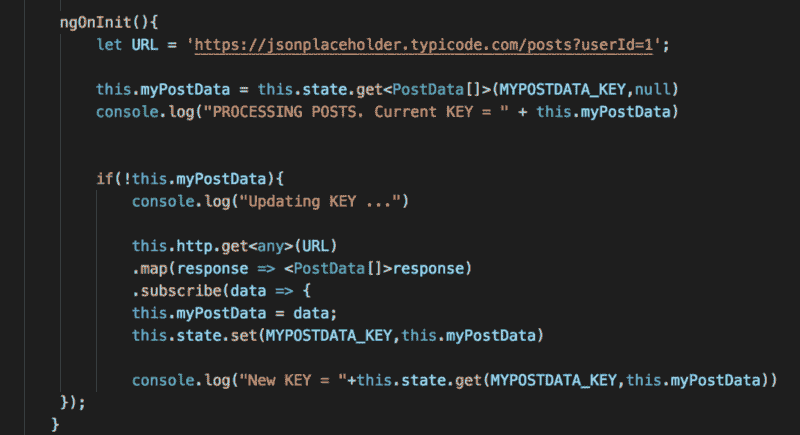 ngOnInit(){
let URL = 'https://jsonplaceholder.typicode.com/posts?userId=1';
this.myPostData = this.state.get<PostData[]>(MYPOSTDATA_KEY,null)
console.log("PROCESSING POSTS. Current KEY = " + this.myPostData)
if(!this.myPostData){
console.log("Updating KEY ...")
this.http.get<any>(URL)
.map(response => <PostData[]>response)
.subscribe(data => {
this.myPostData = data;
this.state.set(MYPOSTDATA_KEY,this.myPostData)
console.log("New KEY = "+this.state.get(MYPOSTDATA_KEY,this.myPostData))
});
}